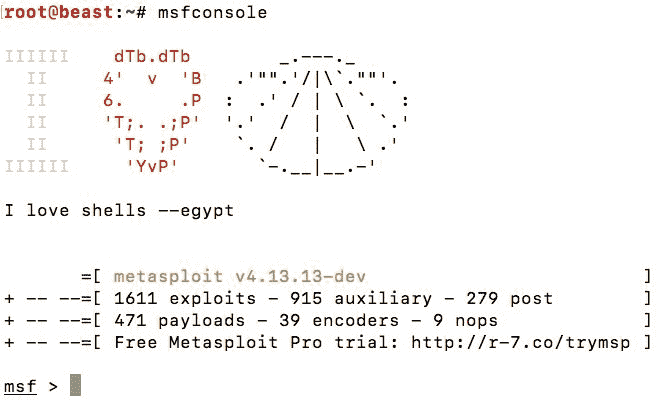 root@beast:~# msfconsole
IIIIII    dTb.dTb        _.---._
  II     4'  v  'B   .'"".'/|\`.""'.
  II     6.     .P  :  .' / | \ `.  :
  II     'T;. .;P'  '.'  /  |  \  `.'
  II      'T; ;P'    `. /   |   \ .'
IIIIII     'YvP'       `-.__|__.-'
I love shells --egypt
=[ metasploit v4.13.13-dev ]
+ -- --=[ 1611 exploits - 915 auxiliary - 279 post ]
+ -- --=[ 471 payloads - 39 encoders - 9 nops ]
+ -- --=[ Free Metasploit Pro trial: http://r-7.co/trymsp ]
msf >